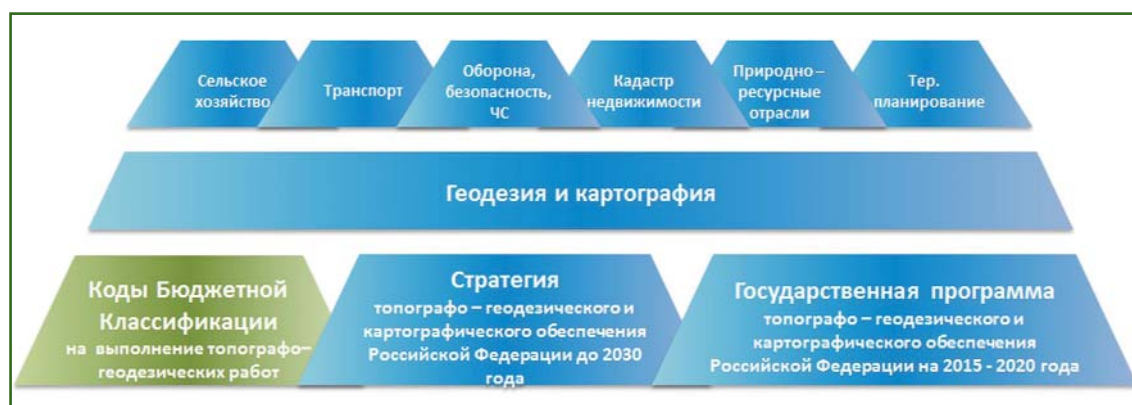 Сельское
хозяйство
Транспорт
Оборона,
безопасность,
ЧС
Кадастр
недвижимости
Природно –
ресурсные
отрасли
Тер.
планирование
Геодезия и картография
Коды Бюджетной
Классификации
на выполнение топографо–
геодезических работ
Стратегия
топографо – геодезического и
картографического обеспечения
Российской Федерации до 2030
года
Государственная программа
топографо – геодезического и
картографического обеспечения
Российской Федерации на 2015 - 2020 года